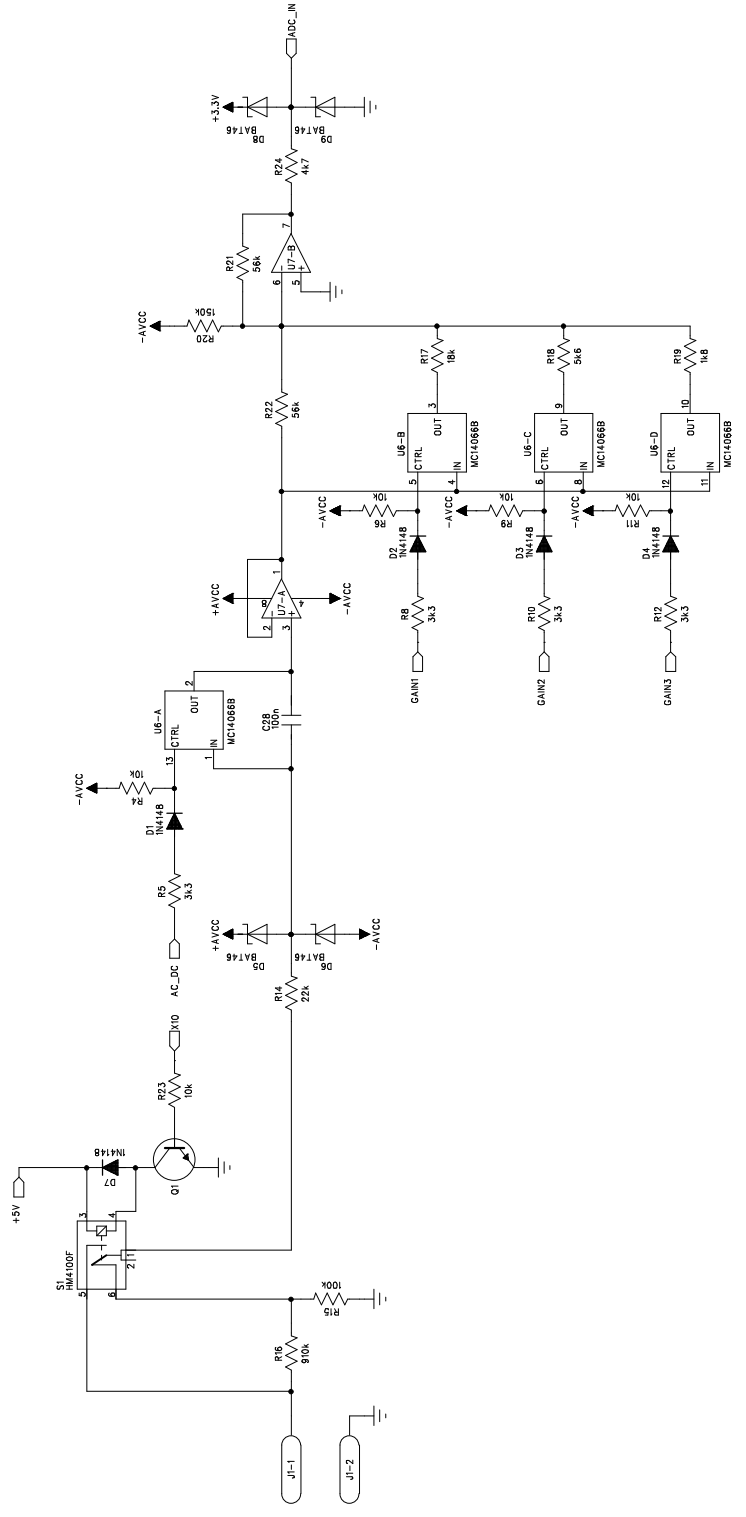 ADC_IN
+3.3V
D8
BAT46
D9
BAT46
R24
4k7
R21
56k
7
U7-B
6
5
-AVCC
R20
150k
R22
56k
R17
18k
R18
5k6
R19
1k8
U6-B
3
OUT
CTRL
IN
5
4
MC14066B
U6-C
9
OUT
CTRL
IN
6
8
MC14066B
U6-D
10
OUT
CTRL
IN
12
11
MC14066B
-AVCC
R6
10k
-AVCC
R9
10k
-AVCC
R11
10k
D2
1N4148
D3
1N4148
D4
1N4148
R8
3k3
R10
3k3
R12
3k3
GAIN1
GAIN2
GAIN3
+AVCC
8
1
U7-A
4
2
3
-AVCC
U6-A
2
OUT
CTRL
IN
13
1
MC14066B
C28
100n
-AVCC
R4
10k
D1
1N4148
R5
3k3
AC_DC
+AVCC
D5
BAT46
D6
BAT46
-AVCC
R14
22k
X10
R23
10k
Q1
D7
1N4148
+5V
S1
HM4100F
3
4
5
6
2
1
R15
100k
R16
910k
J1-1
J1-2